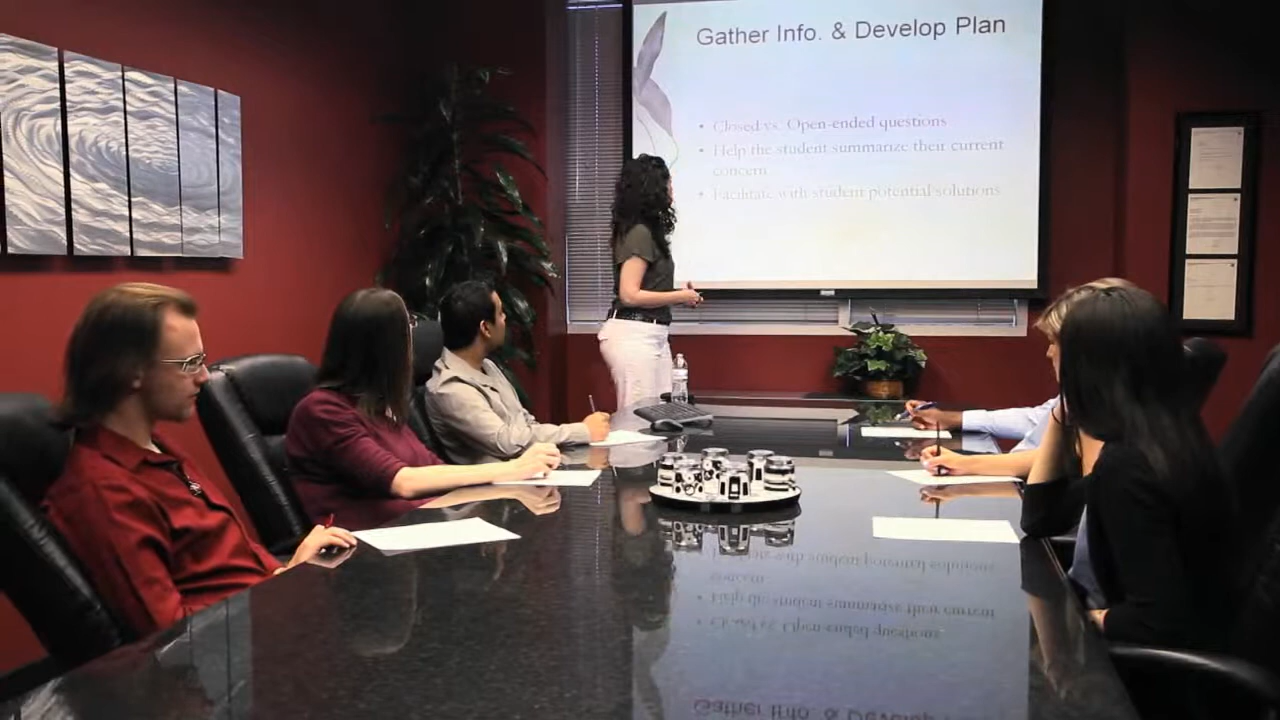 Gather Info. & Develop Plan
• Closed vs. Open-ended questions
• Help the student summarize their current
concern
• Facilitate with student potential solutions